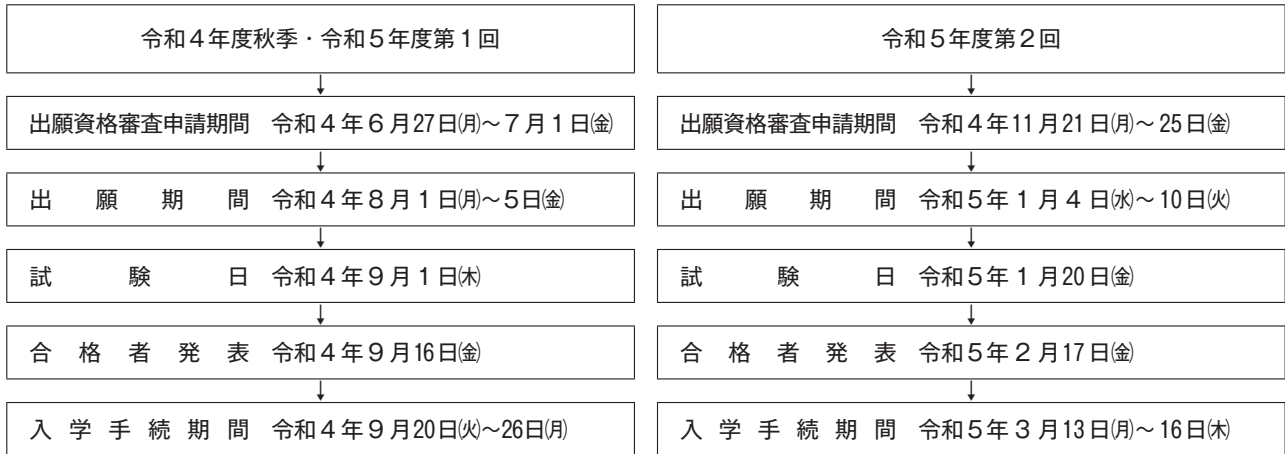 令和４年度秋季・令和５年度第１回
出願資格審査申請期間 令和４年６月27日㈪～７月１日㈮
出願期間 令和４年８月１日㈪～５日㈮
試験日 令和４年９月１日㈭
合格者発表 令和４年９月16日㈮
入学手続期間 令和４年９月20日㈫～26日㈪
令和５年度第２回
出願資格審査申請期間 令和４年11月21日㈪～25日㈮
出願期間 令和５年１月４日㈬～10日㈫
試験日 令和５年１月20日㈮
合格者発表 令和５年２月17日㈮
入学手続期間 令和５年３月13日㈪～16日㈭